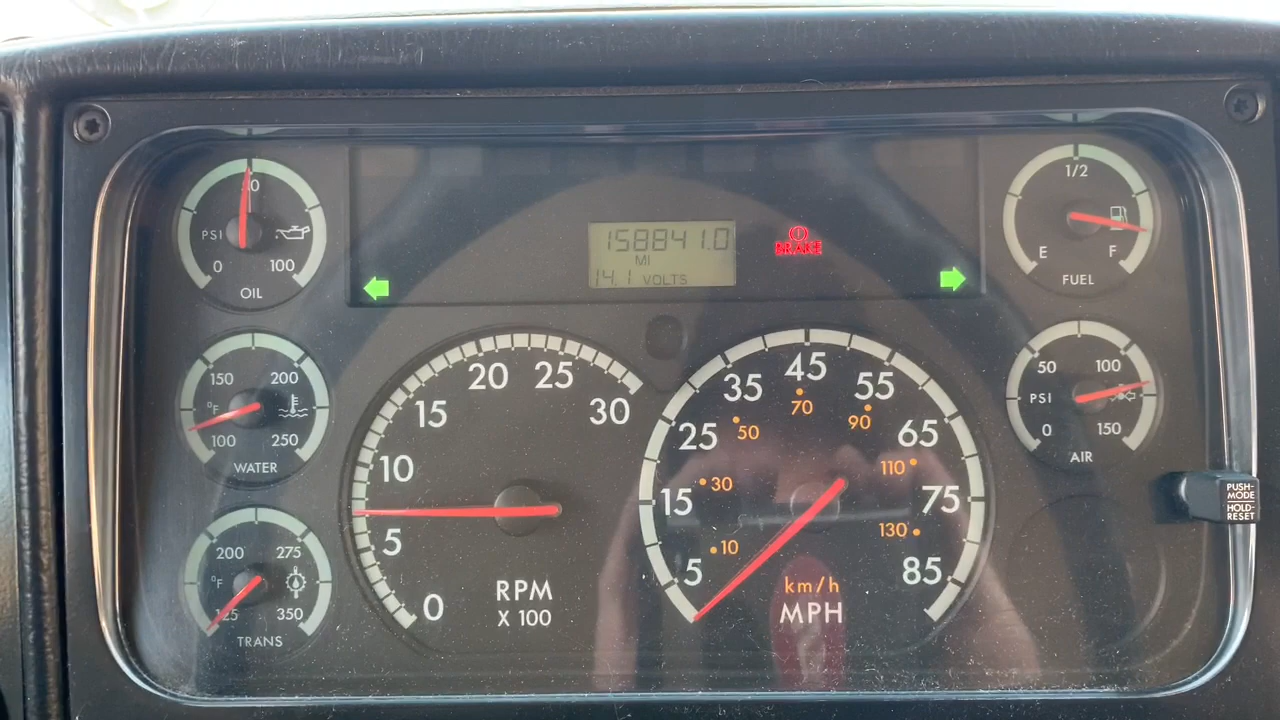 PSI
0
100
OIL
158841.0
MI
14.1 VOLTS
BRAKE
1/2
E
F
FUEL
150
200
°F
100
250
WATER
0
5
10
15
20
25
30
RPM
X 100
5
15
25
35
45
55
65
75
85
10
30
50
70
90
110
130
km/h
MPH
50
100
PSI
0
150
AIR
200
275
°F
125
350
TRANS
PUSH-
MODE
HOLD-
RESET